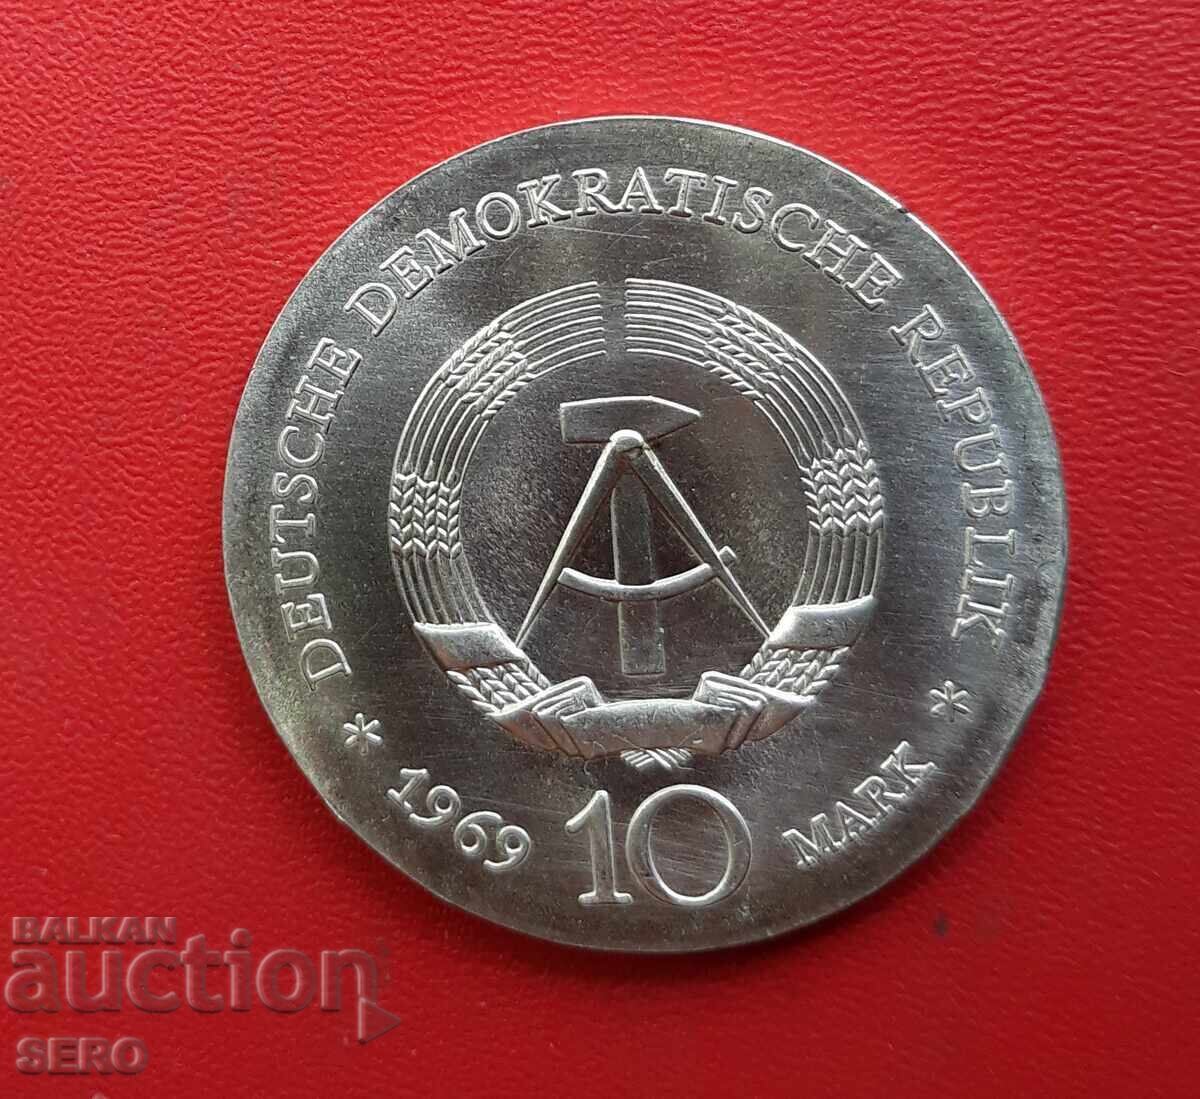 DEUTSCHE DEMOKRATISCHE REPUBLIK
* 1969 10 MARK *
BALKAN
auction
SERO